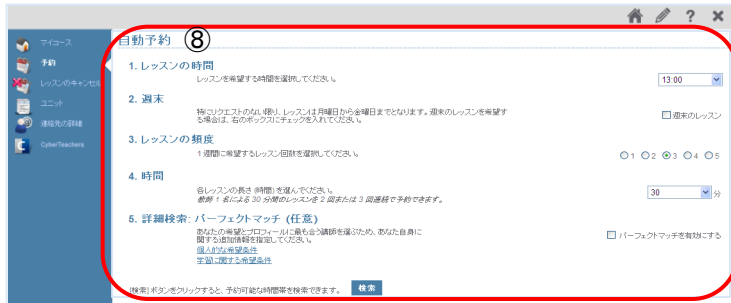 自動予約 ⑧
マイコース
予約
レッスンのキャンセル
ユニット
連絡先の詳細
CyberTeachers
1. レッスンの時間
レッスンを希望する時間を選択してください。
13:00
2. 週末
特にリクエストのない限り、レッスンは月曜日から金曜日までとなります。週末のレッスンを希望す
る場合は、右のボックスにチェックを入れてください。
週末のレッスン
3. レッスンの頻度
1 週間に希望するレッスン回数を選択してください。
1 2 3 4 5
4. 時間
各レッスンの長さ (時間) を選んでください。
教師 1 名による 30 分間のレッスンを 2 回または 3 回連続で予約できます。
30 分
5. 詳細検索: パーフェクトマッチ (任意)
あなたの希望とプロフィールに最も合う講師を選ぶため、あなた自身に
関する追加情報を指定してください。
パーフェクトマッチを有効にする
個人的な希望条件
学習に関する希望条件
[検索] ボタンをクリックすると、予約可能な時間帯を検索できます。 検索